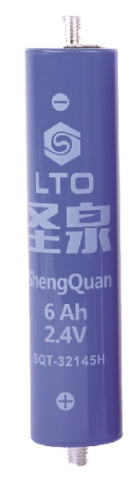 ⊖
LTO
圣泉
ShengQuan
6 Ah
2.4V
SQT-32145H
⊕